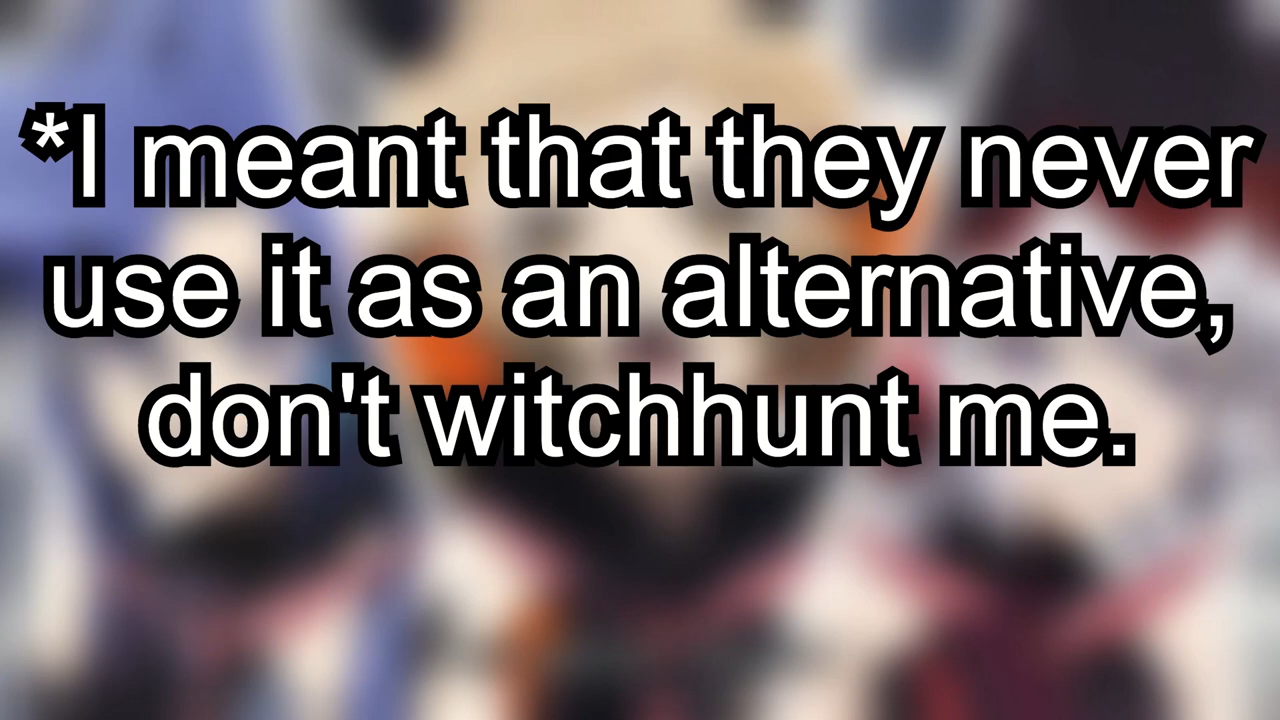 *I meant that they never
use it as an alternative,
don't witchhunt me.